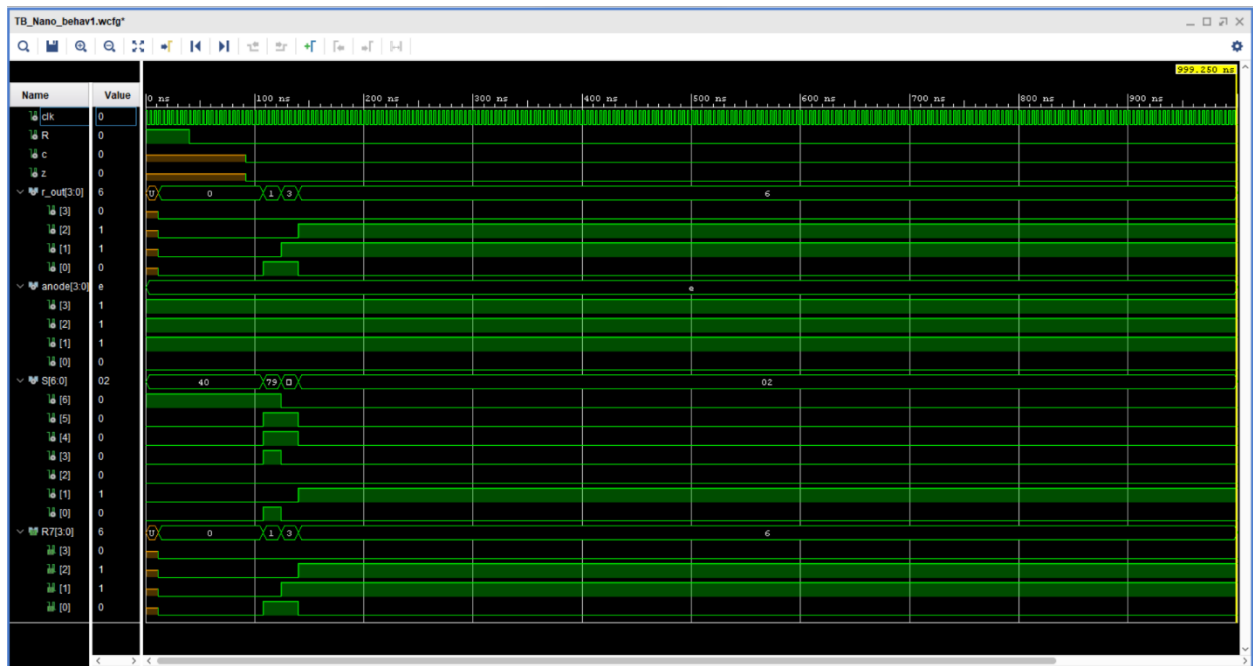 TB_Nano_behav1.wcfg*
999.250 ns
Name Value 0 ns 100 ns 200 ns 300 ns 400 ns 500 ns 600 ns 700 ns 800 ns 900 ns
clk 0
R 0
c 0
z 0
r_out[3:0] 6 U 0 1 3 6
[3] 0
[2] 1
[1] 1
[0] 0
anode[3:0] e e
[3] 1
[2] 1
[1] 1
[0] 0
S[6:0] 02 40 79 02
[6] 0
[5] 0
[4] 0
[3] 0
[2] 0
[1] 1
[0] 0
R7[3:0] 6 U 0 1 3 6
[3] 0
[2] 1
[1] 1
[0] 0